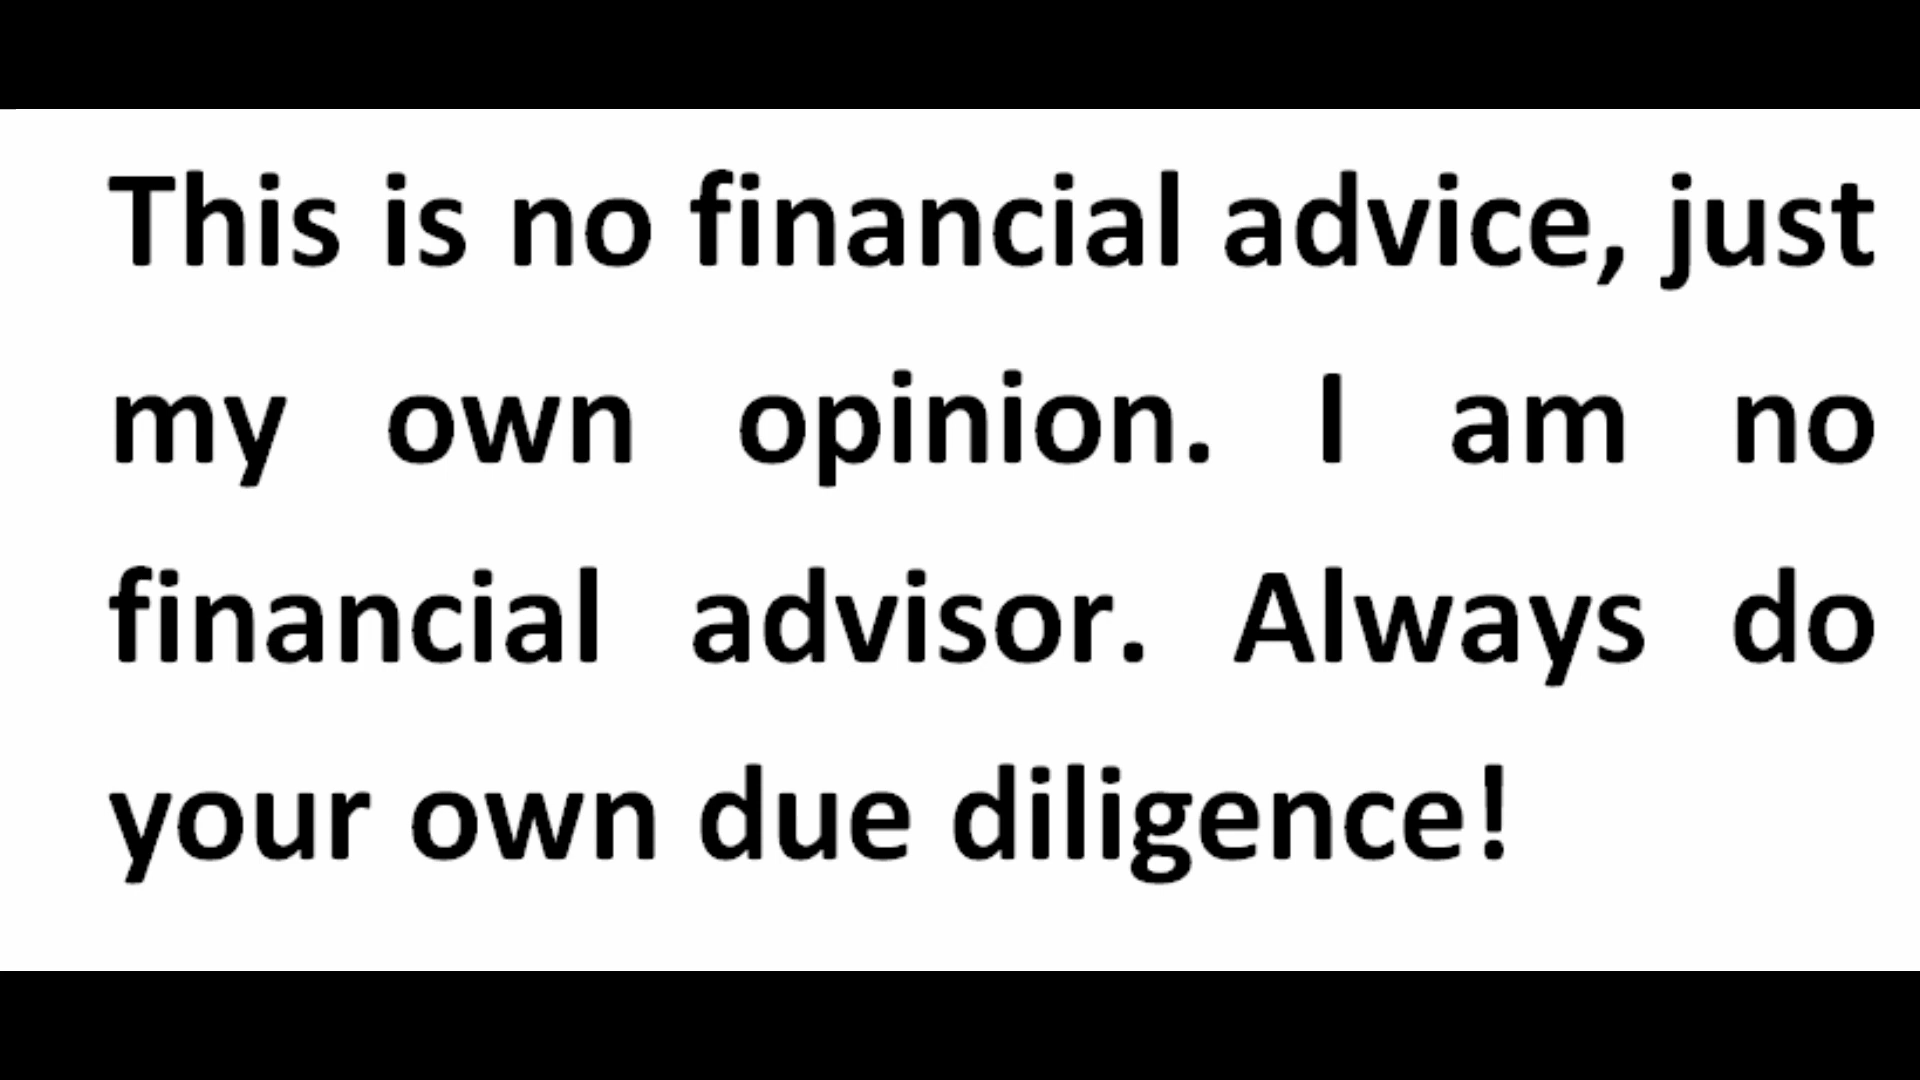 This is no financial advice, just
my own opinion. I am no
financial advisor. Always do
your own due diligence!